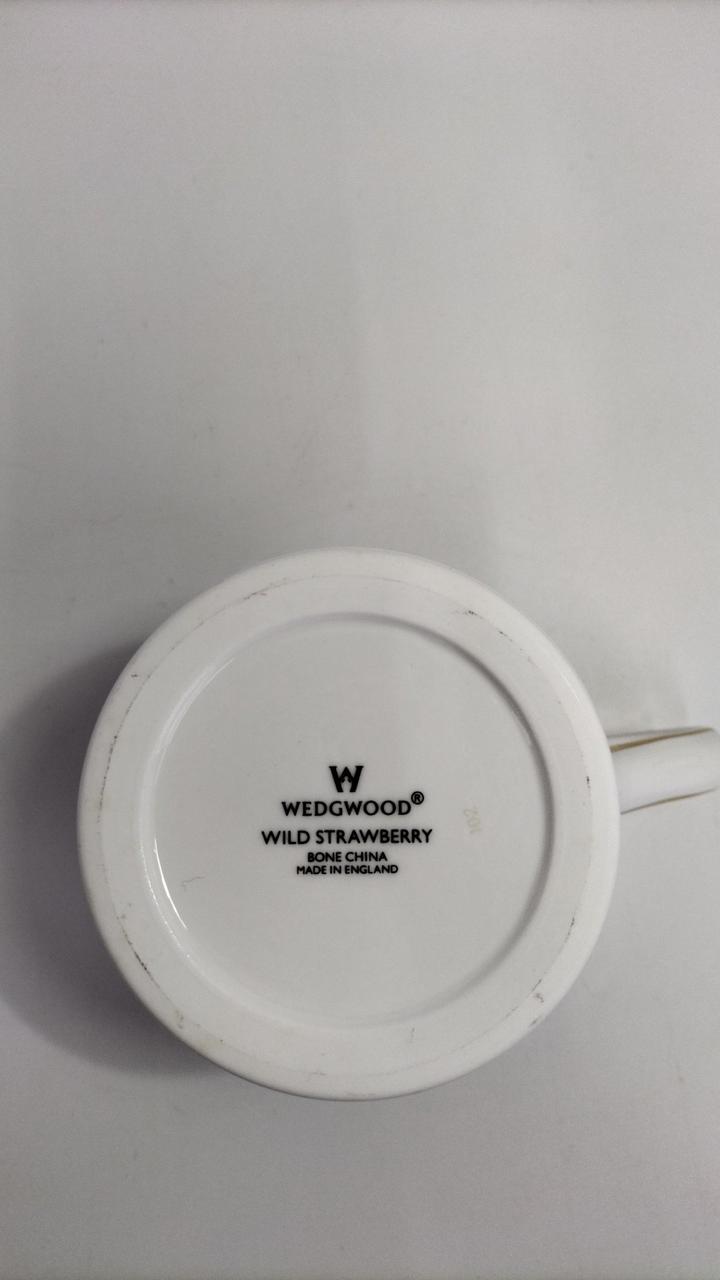 W
WEDGWOOD®
WILD STRAWBERRY
BONE CHINA
MADE IN ENGLAND